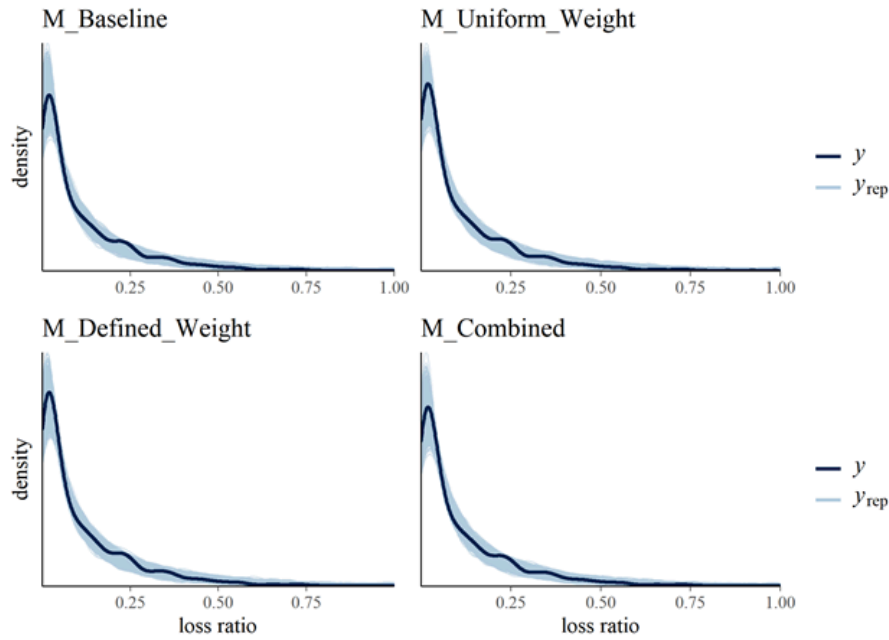 M_Baseline
M_Uniform_Weight
density
y
y rep
0.25 0.50 0.75 1.00
0.25 0.50 0.75 1.00
M_Defined_Weight
M_Combined
density
y
y rep
0.25 0.50 0.75
0.25 0.50 0.75 1.00
loss ratio
loss ratio